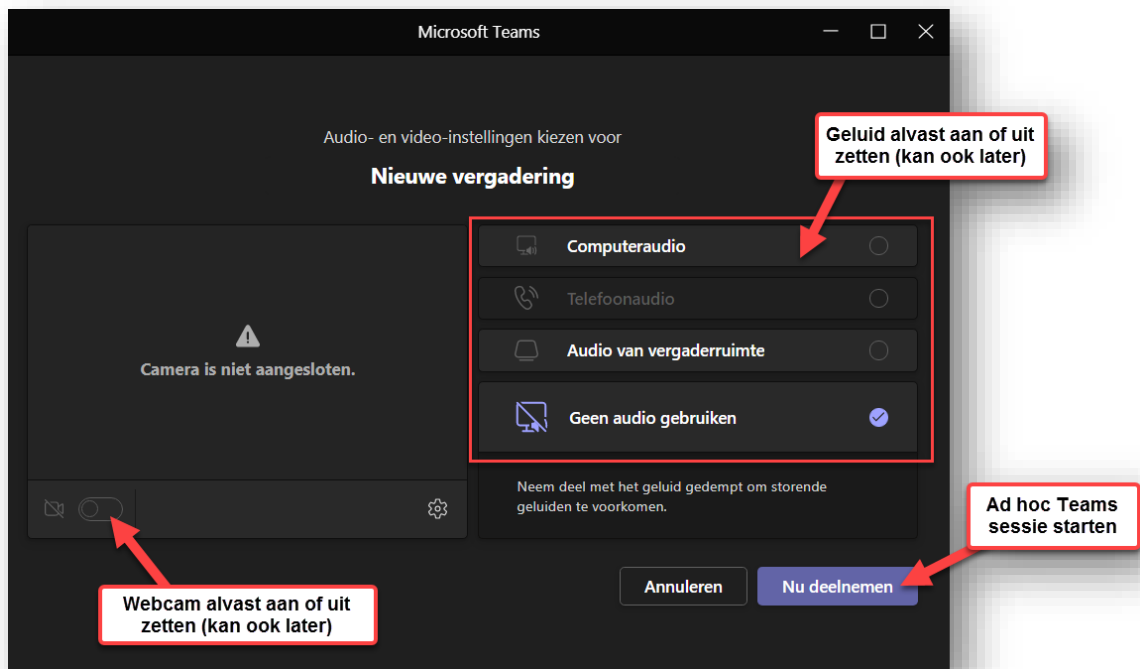 Microsoft Teams
Audio- en video-instellingen kiezen voor
Nieuwe vergadering
Geluid alvast aan of uit
zetten (kan ook later)
Camera is niet aangesloten.
Computeraudio
Telefoonaudio
Audio van vergaderruimte
Geen audio gebruiken
Neem deel met het geluid gedempt om storende
geluiden te voorkomen.
Webcam alvast aan of uit
zetten (kan ook later)
Annuleren
Nu deelnemen
Ad hoc Teams
sessie starten